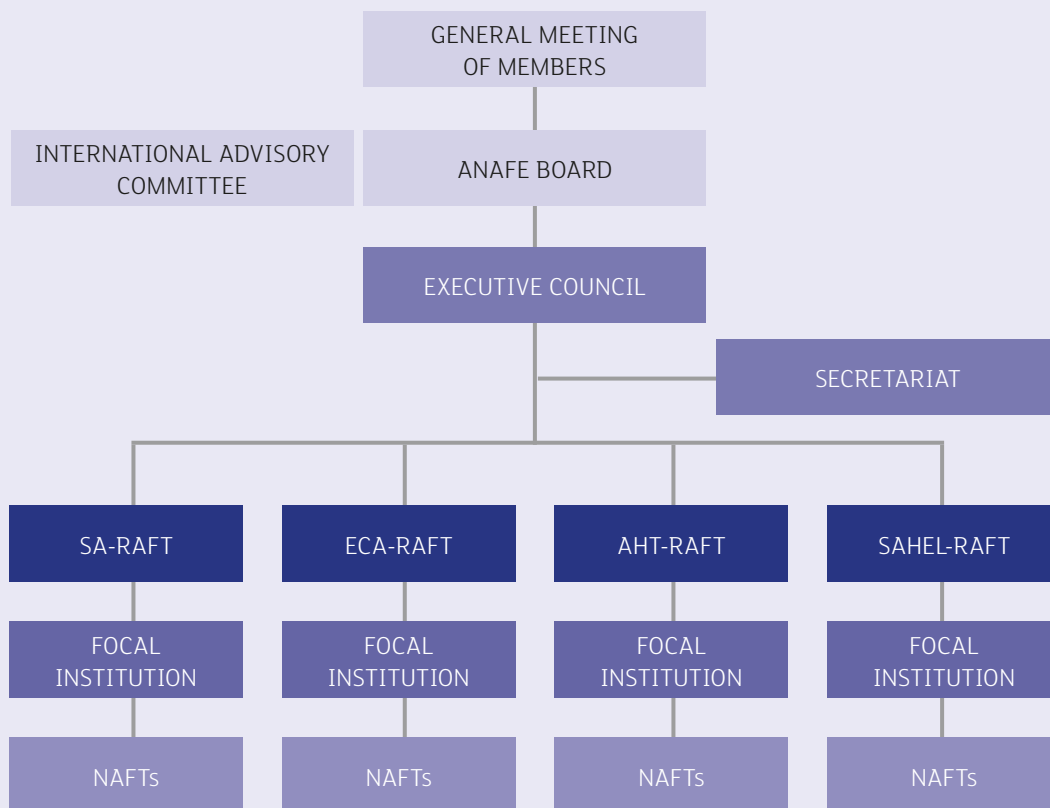 GENERAL MEETING
OF MEMBERS
INTERNATIONAL ADVISORY
COMMITTEE
ANAFE BOARD
EXECUTIVE COUNCIL
SECRETARIAT
SA-RAFT
ECA-RAFT
AHT-RAFT
SAHEL-RAFT
FOCAL
INSTITUTION
FOCAL
INSTITUTION
FOCAL
INSTITUTION
FOCAL
INSTITUTION
NAFTs
NAFTs
NAFTs
NAFTs